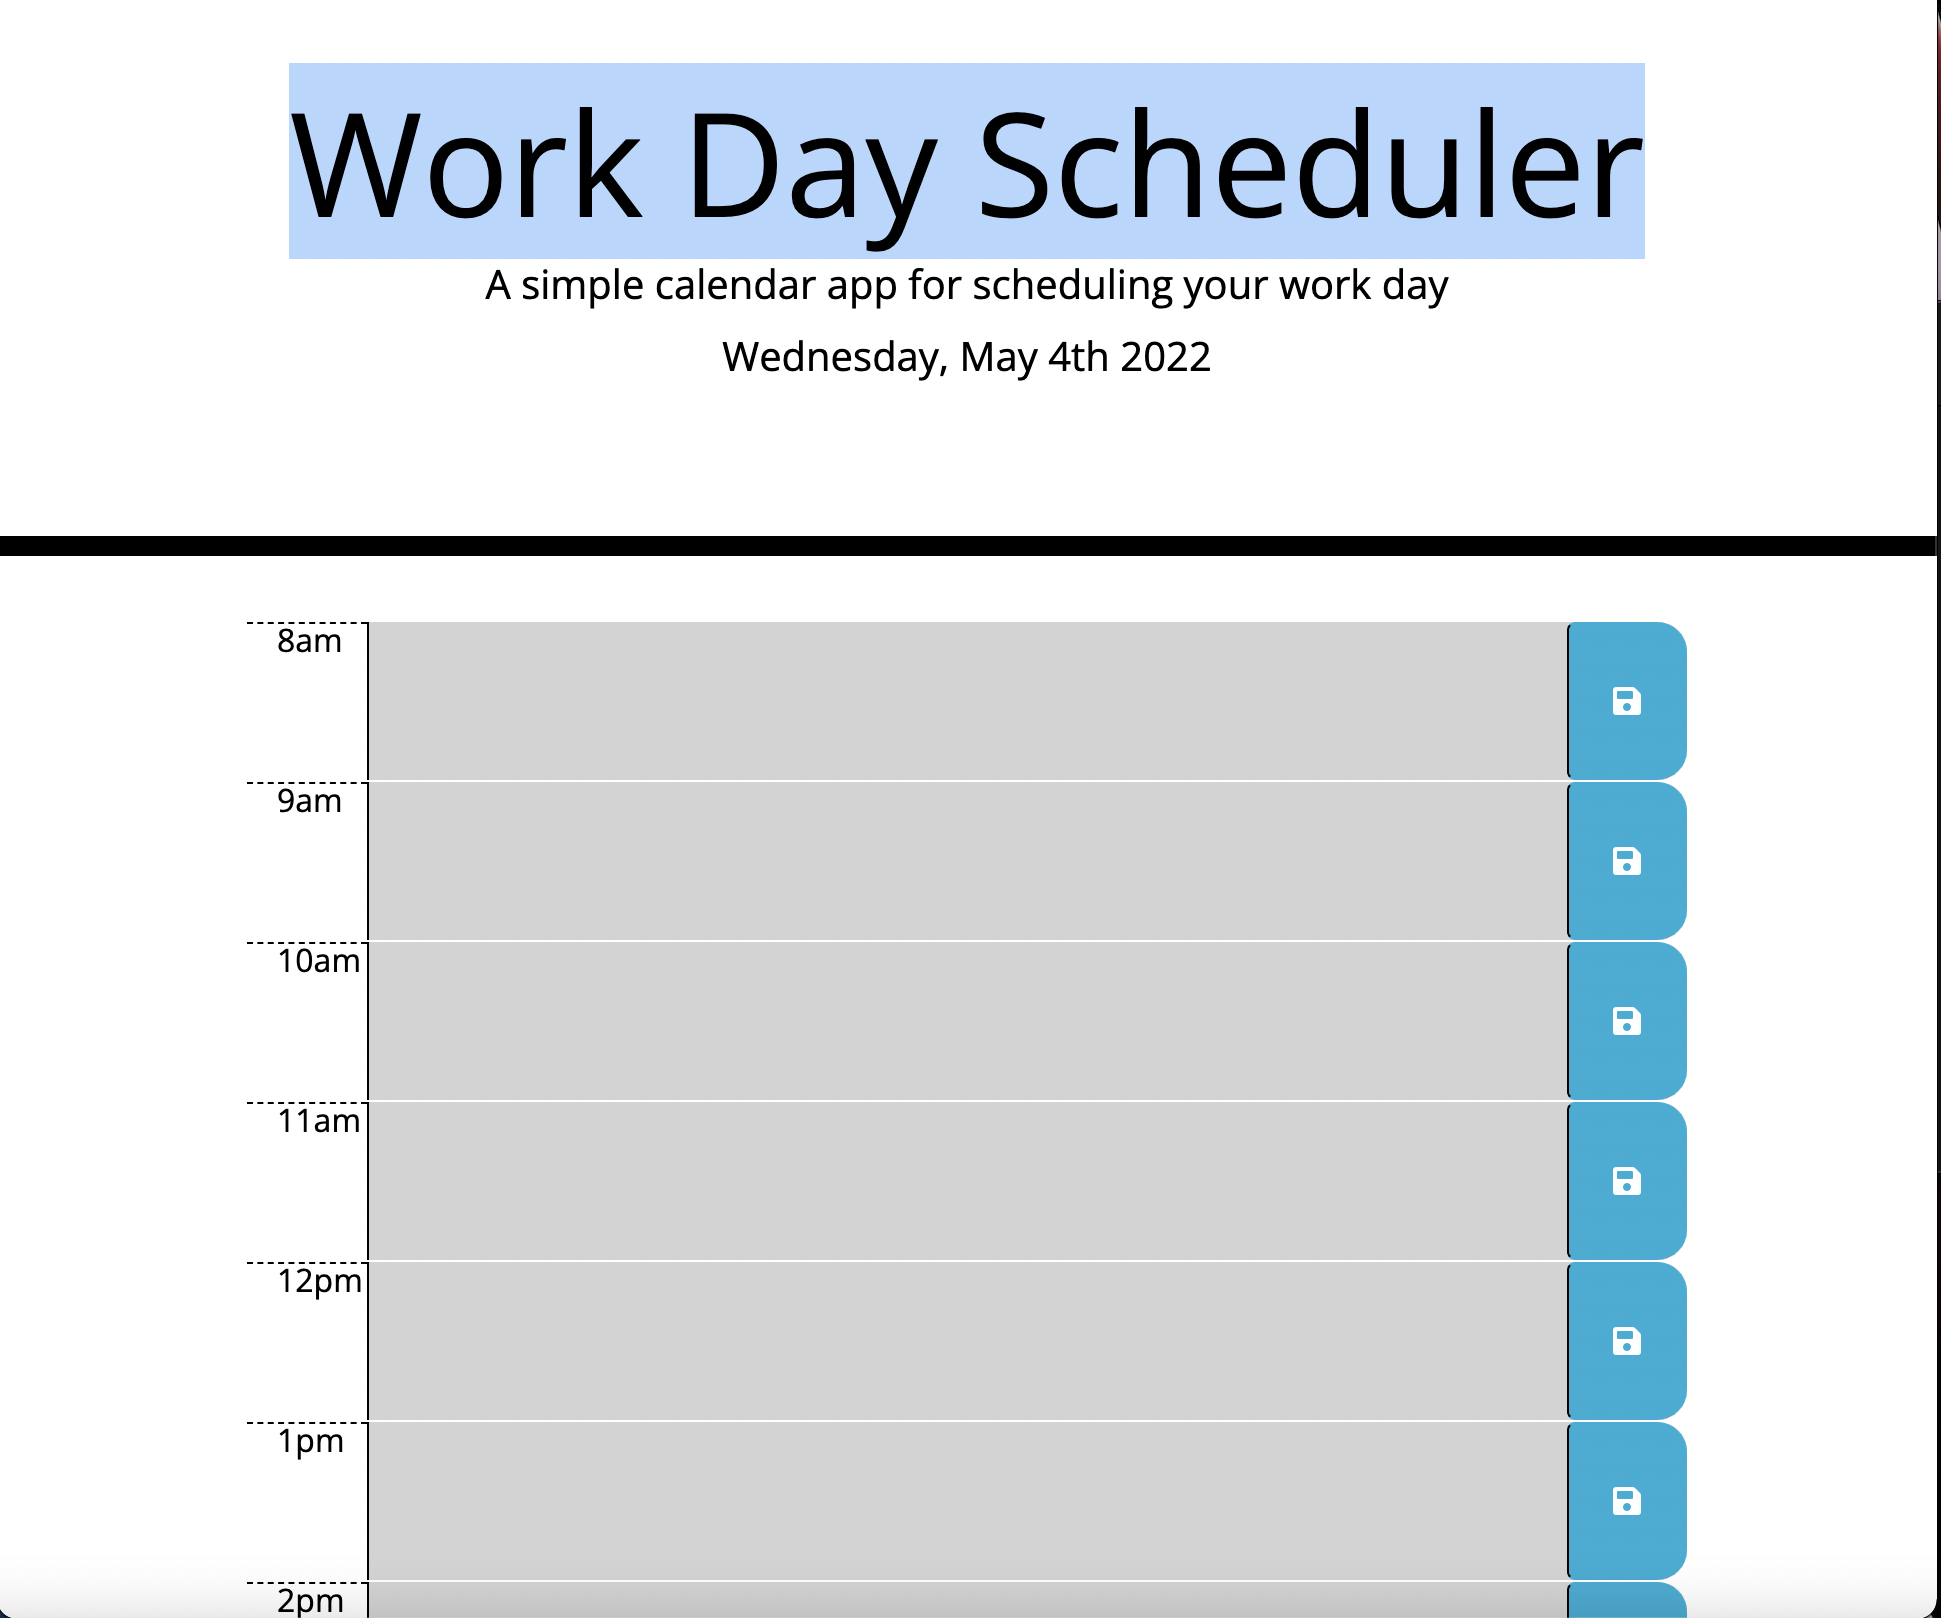 Work Day Scheduler
A simple calendar app for scheduling your work day
Wednesday, May 4th 2022
8am
9am
10am
11am
12pm
1pm
2pm